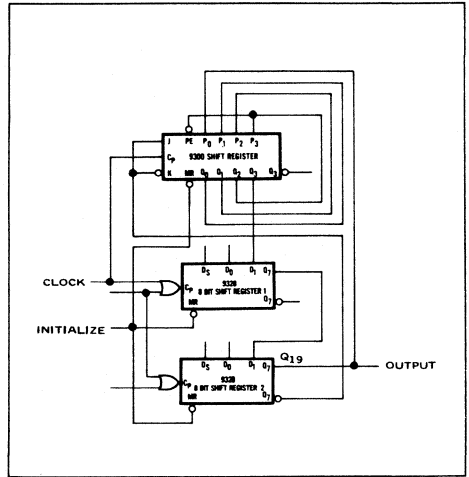 J PE P0 P1 P2 P3
CP 9300 SHIFT REGISTER
K MR Q0 Q1 Q2 Q3 Q3
DS D0 D1 Q7
CLOCK
CP 9328
8 BIT SHIFT REGISTER 1
MR Q7
INITIALIZE
DS D0 D1 Q7 Q19
OUTPUT
CP 9328
8 BIT SHIFT REGISTER 2
MR Q7